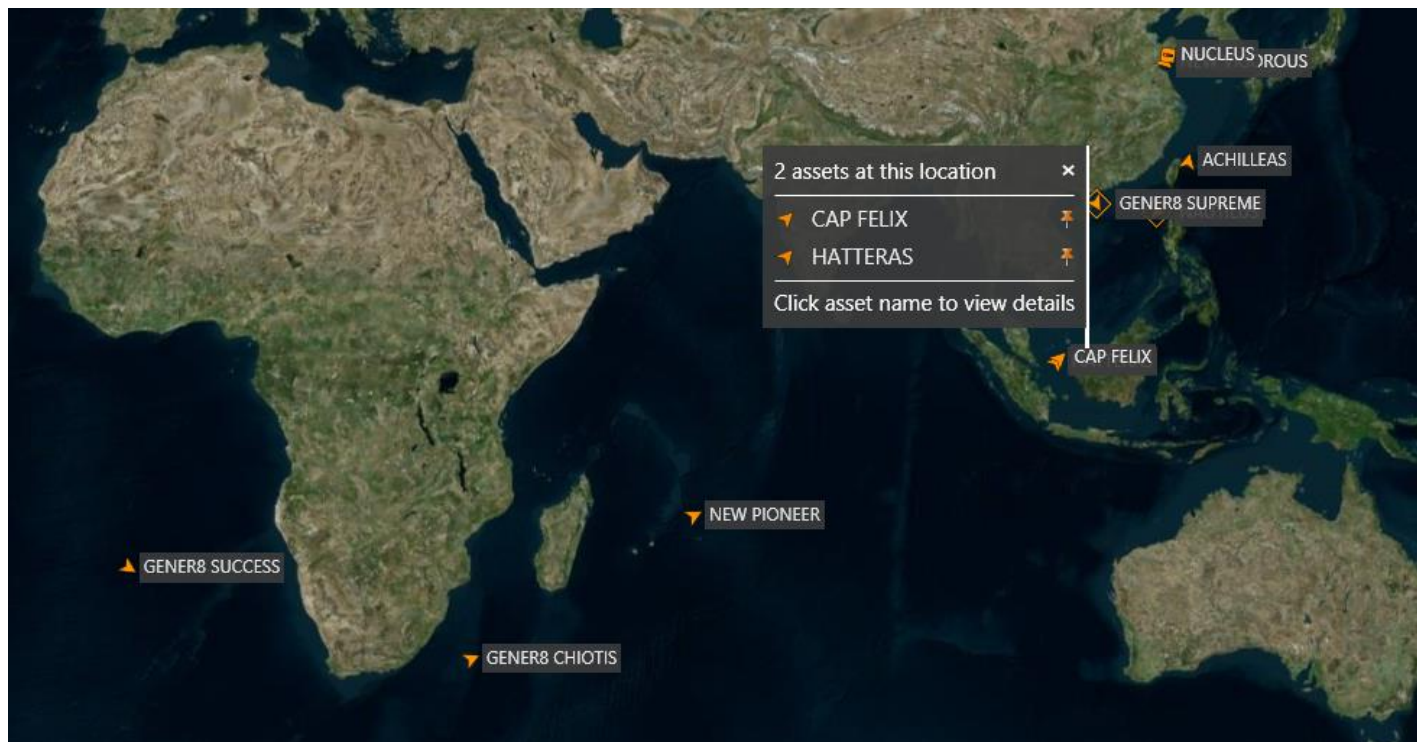 NUCLEUS
OROUS
ACHILLEAS
2 assets at this location
CAP FELIX
HATTERAS
Click asset name to view details
GENER8 SUPREME
CAP FELIX
NEW PIONEER
GENER8 SUCCESS
GENER8 CHIOTIS